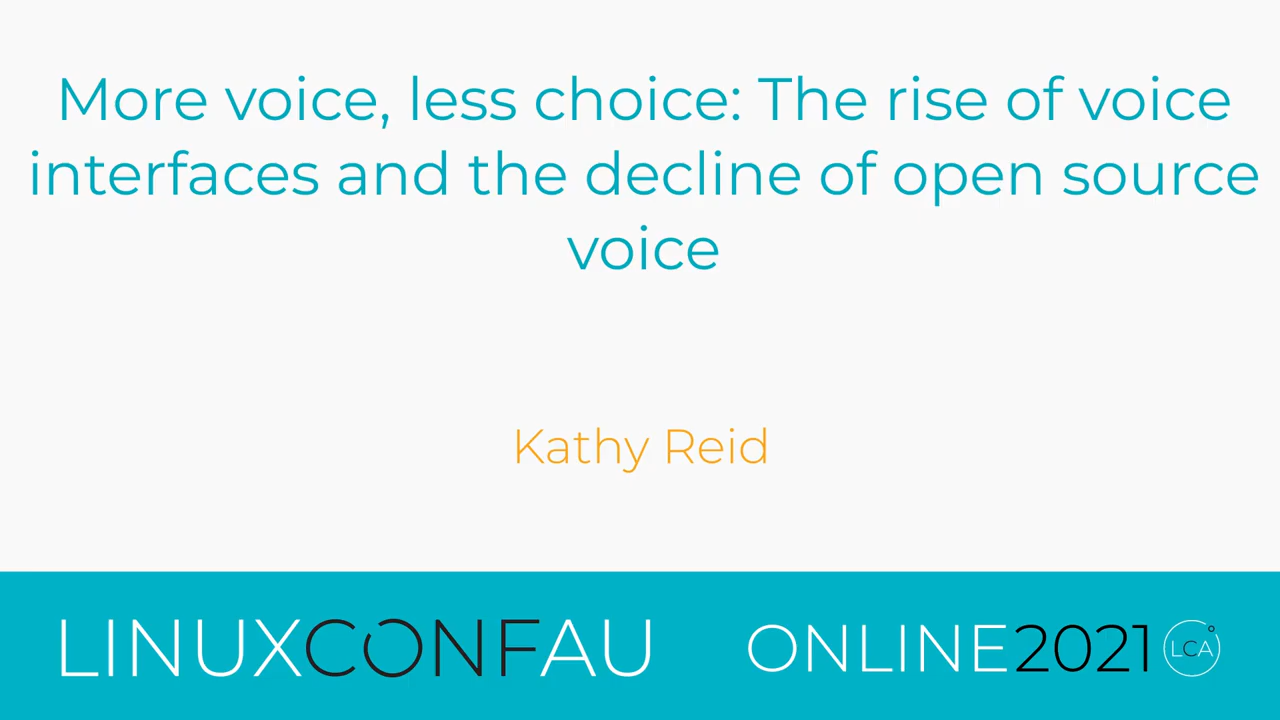 More voice, less choice: The rise of voice
interfaces and the decline of open source
voice
Kathy Reid
LINUXCONFAU
ONLINE2021
LCA